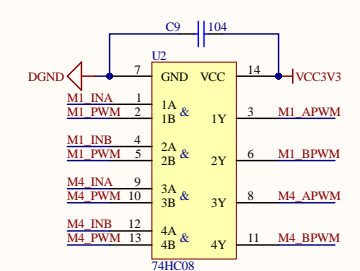 C9 104
U2
DGND 7 GND VCC 14 VCC3V3
M1_INA 1 1A
M1_PWM 2 1B & 1Y 3 M1_APWM
M1_INB 4 2A
M1_PWM 5 2B & 2Y 6 M1_BPWM
M4_INA 9 3A
M4_PWM 10 3B & 3Y 8 M4_APWM
M4_INB 12 4A
M4_PWM 13 4B & 4Y 11 M4_BPWM
74HC08